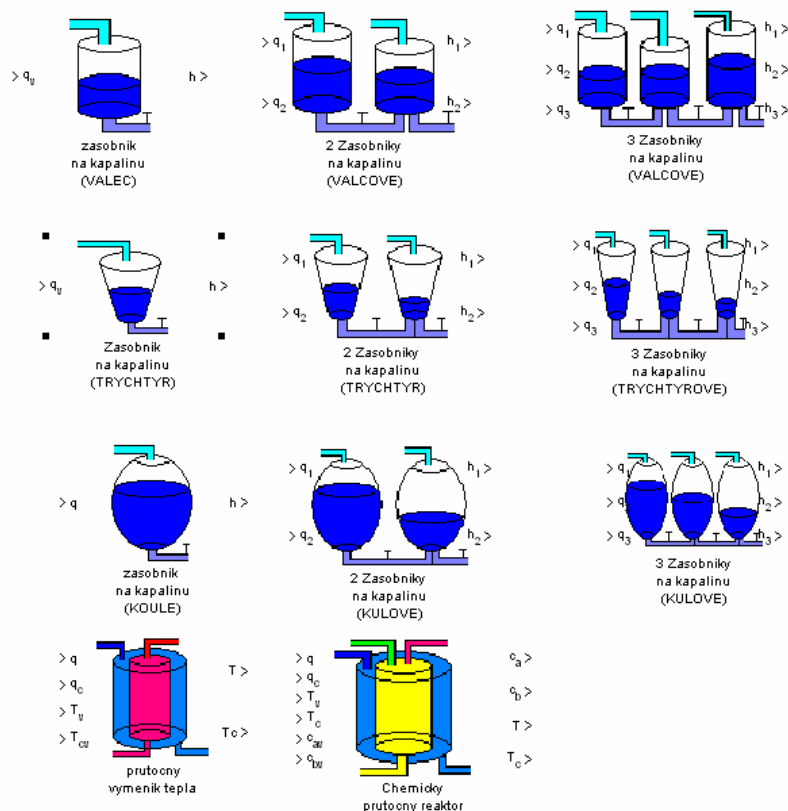 > q_v h >
zasobnik
na kapalinu
(VALEC)
> q_1 h_1 >
> q_2 h_2 >
2 Zasobniky
na kapalinu
(VALCOVE)
> q_1 h_1 >
> q_2 h_2 >
> q_3 h_3 >
3 Zasobniky
na kapalinu
(VALCOVE)
> q_v h >
Zasobnik
na kapalinu
(TRYCHTYR)
> q_1 h_1 >
> q_2 h_2 >
2 Zasobniky
na kapalinu
(TRYCHTYR)
> q_1 h_1 >
> q_2 h_2 >
> q_3 h_3 >
3 Zasobniky
na kapalinu
(TRYCHTYROVE)
> q h >
zasobnik
na kapalinu
(KOULE)
> q_1 h_1 >
> q_2 h_2 >
2 Zasobniky
na kapalinu
(KULOVE)
> q_1 h_1 >
> q_2 h_2 >
> q_3 h_3 >
3 Zasobniky
na kapalinu
(KULOVE)
> q T >
> q_c
> T_v Tc >
> T_cv
prutocny
vymenik tepla
> q c_a >
> q_c
> T_v c_b >
> T_c T >
> c_av
> c_bv T_c >
Chemicky
prutocny reaktor